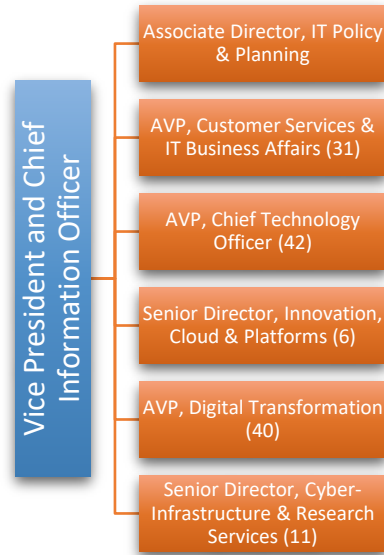 Vice President and Chief
Information Officer
Associate Director, IT Policy
& Planning
AVP, Customer Services &
IT Business Affairs (31)
AVP, Chief Technology
Officer (42)
Senior Director, Innovation,
Cloud & Platforms (6)
AVP, Digital Transformation
(40)
Senior Director, Cyber-
Infrastructure & Research
Services (11)